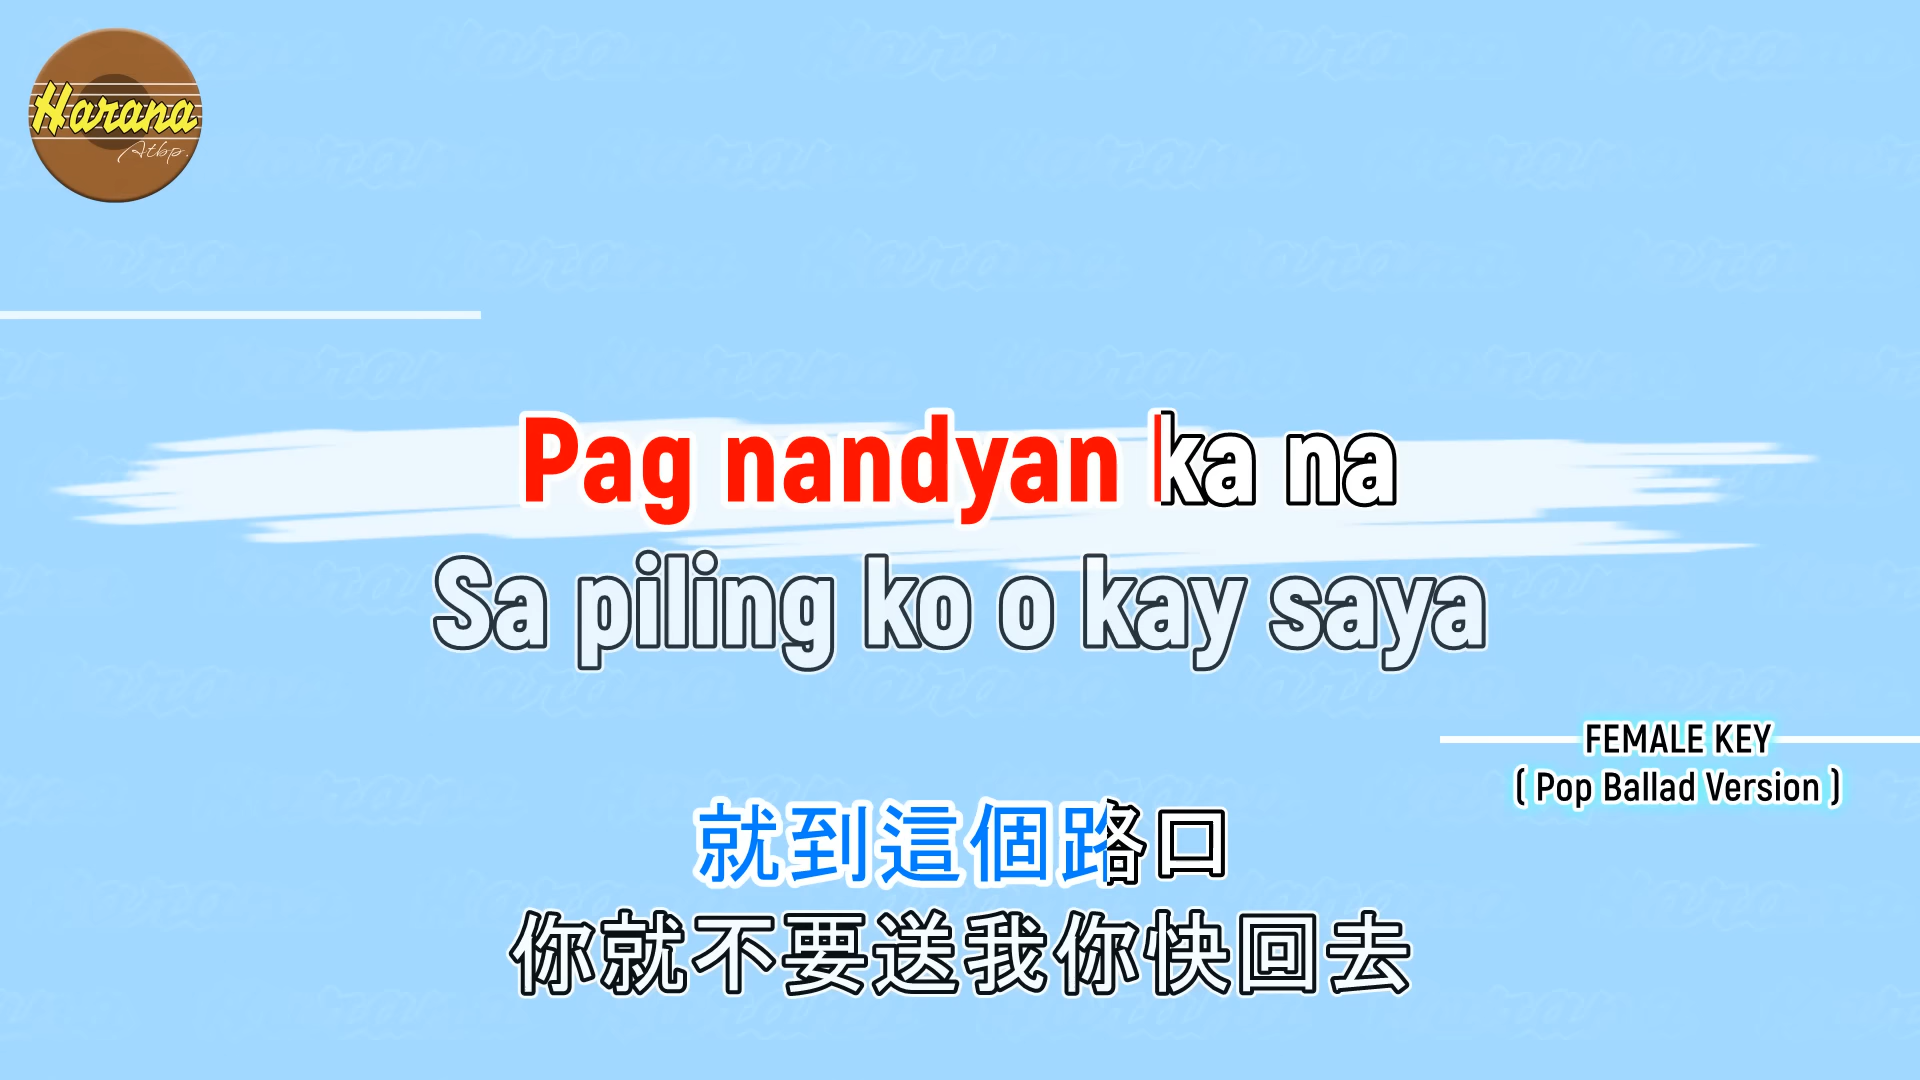 Harana
Atbp.
Pag nandyan ka na
Sa piling ko o kay saya
FEMALE KEY
( Pop Ballad Version )
就到這個路口
你就不要送我你快回去